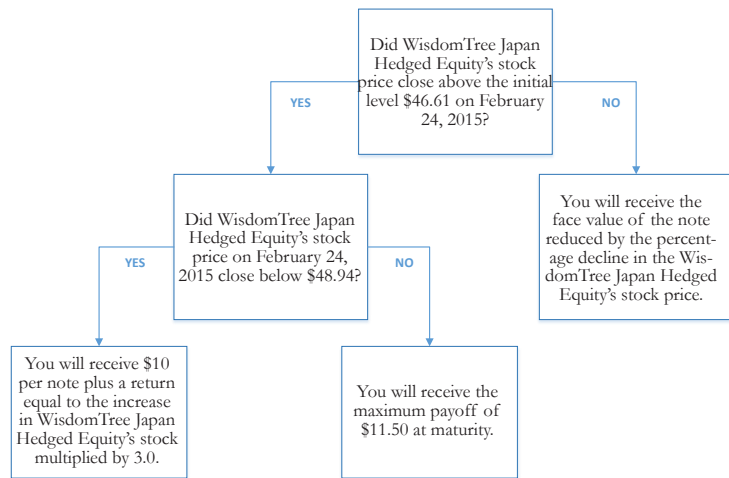 Did WisdomTree Japan
Hedged Equity's stock
price close above the initial
level $46.61 on February
24, 2015?
YES
NO
Did WisdomTree Japan
Hedged Equity's stock
price on February 24,
2015 close below $48.94?
You will receive the
face value of the note
reduced by the percent-
age decline in the Wis-
domTree Japan Hedged
Equity's stock price.
YES
NO
You will receive $10
per note plus a return
equal to the increase
in WisdomTree Japan
Hedged Equity's stock
multiplied by 3.0.
You will receive the
maximum payoff of
$11.50 at maturity.